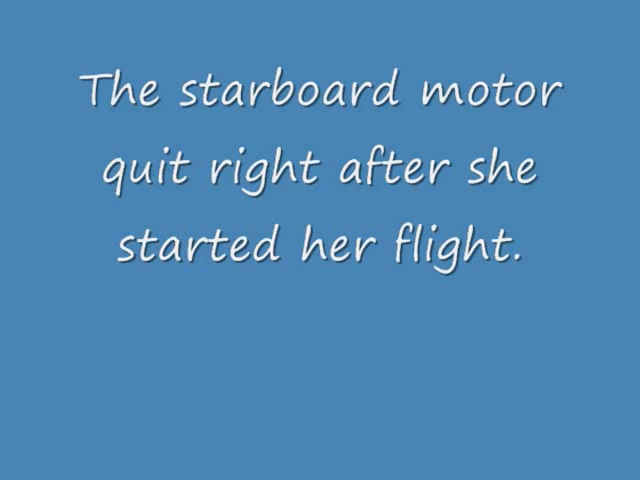 The starboard motor
quit right after she
started her flight.